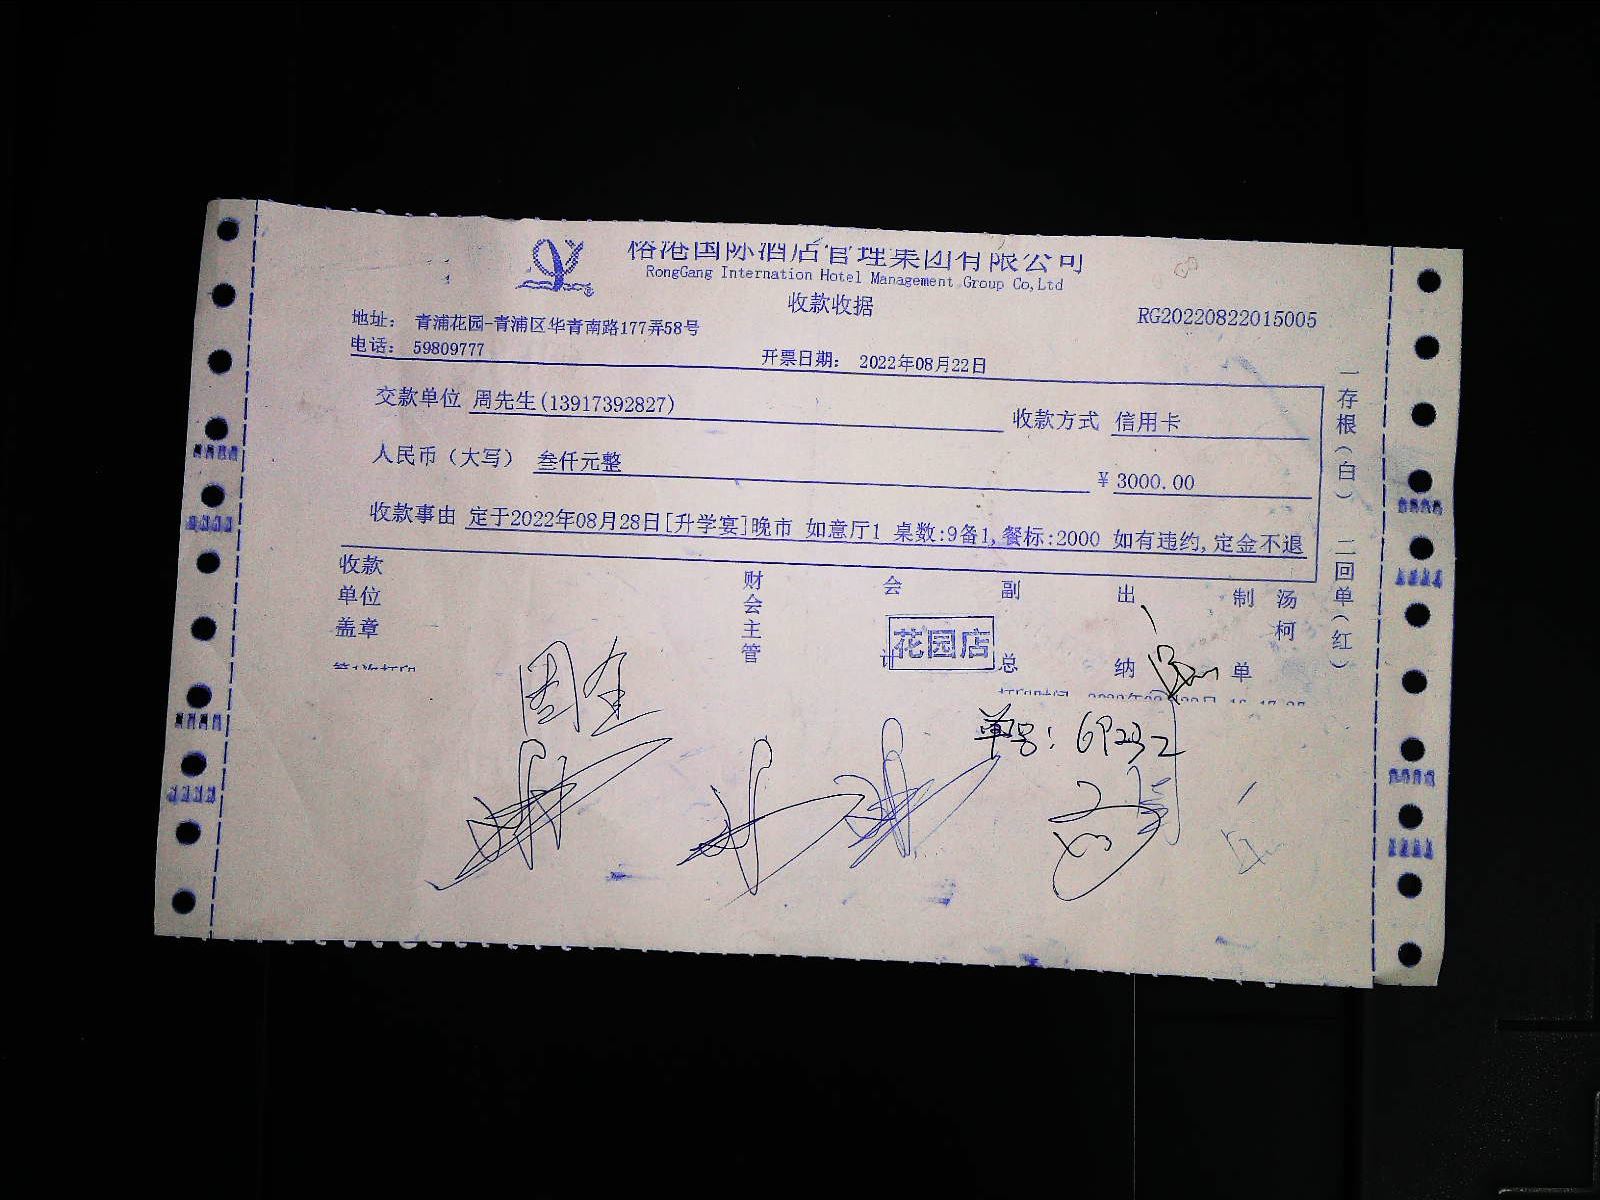 榕港国际酒店管理集团有限公司
RongGang Internation Hotel Management Group Co,Ltd
收款收据
RG20220822015005
地址： 青浦花园-青浦区华青南路177弄58号
电话： 59809777
开票日期： 2022年08月22日
交款单位 周先生(13917392827)
收款方式 信用卡
人民币（大写） 叁仟元整
¥ 3000.00
收款事由 定于2022年08月28日[升学宴]晚市 如意厅1 桌数:9备1,餐标:2000 如有违约,定金不退
收款单位盖章
财会主管
会计
副总
出纳
制单
汤柯
花园店
一存根（白） 二回单（红）
单号: 69232